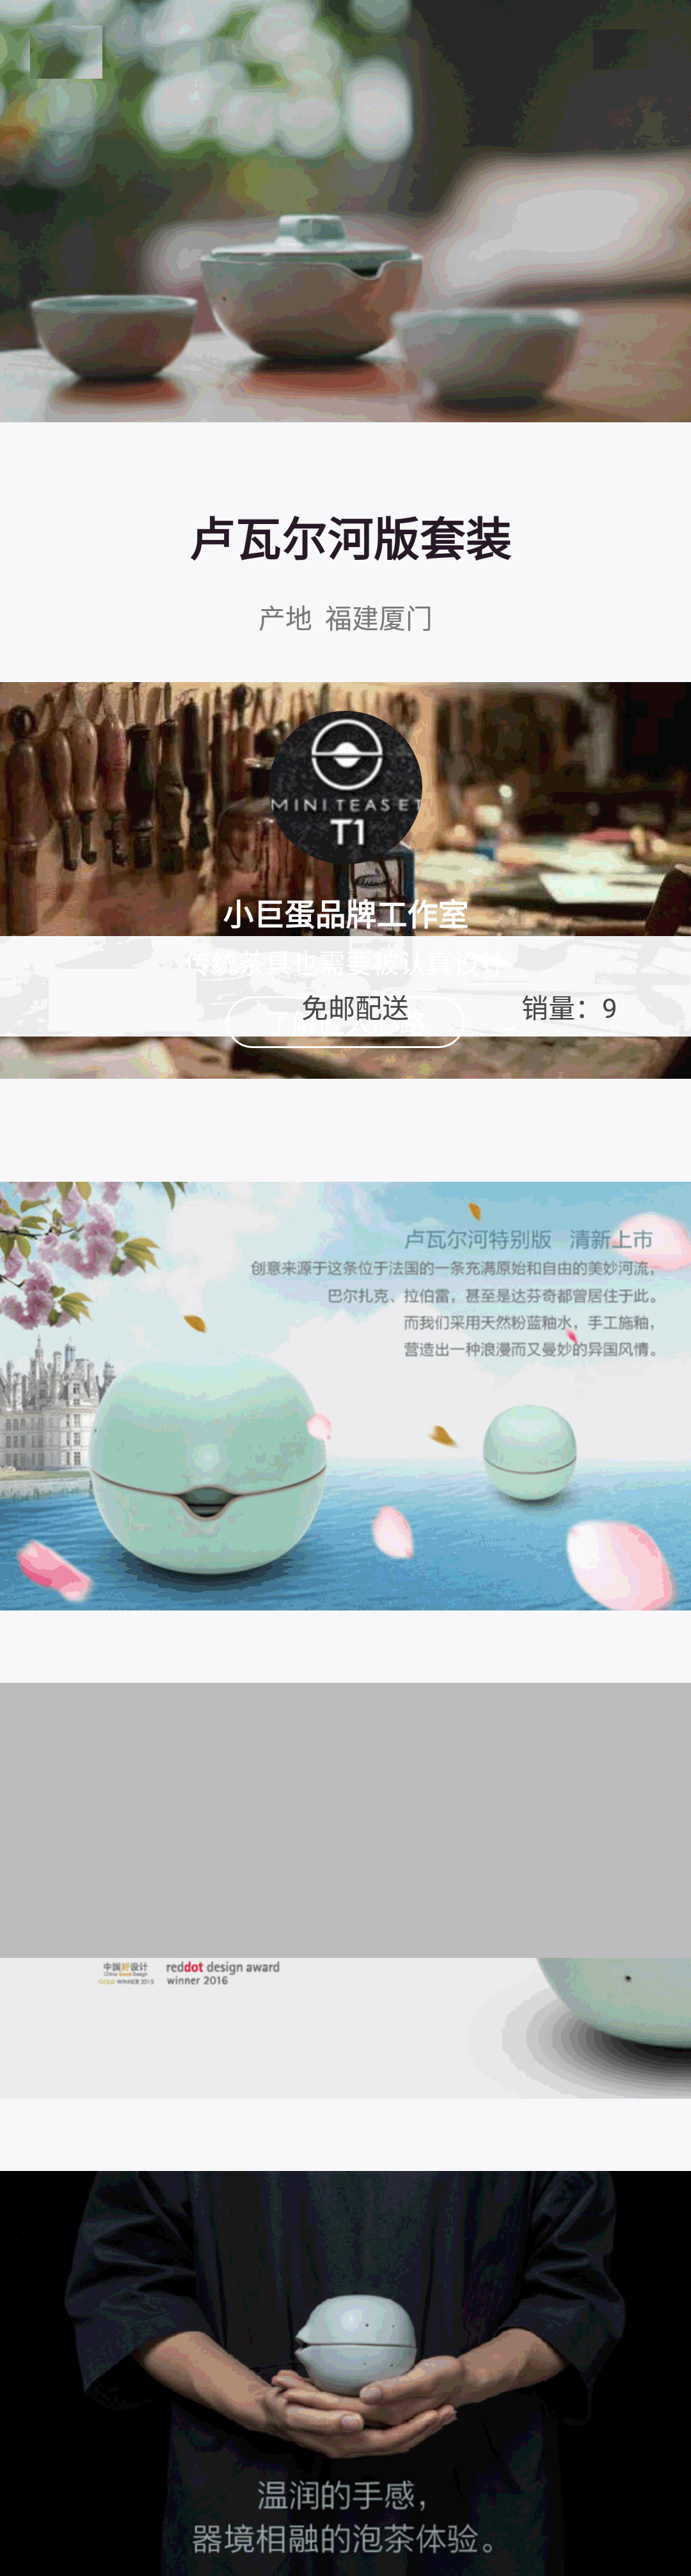 卢瓦尔河版套装
产地 福建厦门
MINITEASET
T1
小巨蛋品牌工作室
传统茶具也需要被认真设计
免邮配送
销量：9
卢瓦尔河特别版 清新上市
创意来源于这条位于法国的一条充满原始和自由的美妙河流，
巴尔扎克、拉伯雷，甚至是达芬奇都曾居住于此。
而我们采用天然粉蓝釉水，手工施釉，
营造出一种浪漫而又曼妙的异国风情。
中国好设计
China Good Design
GOLD WINNER 2015
reddot design award
winner 2016
温润的手感，
器境相融的泡茶体验。